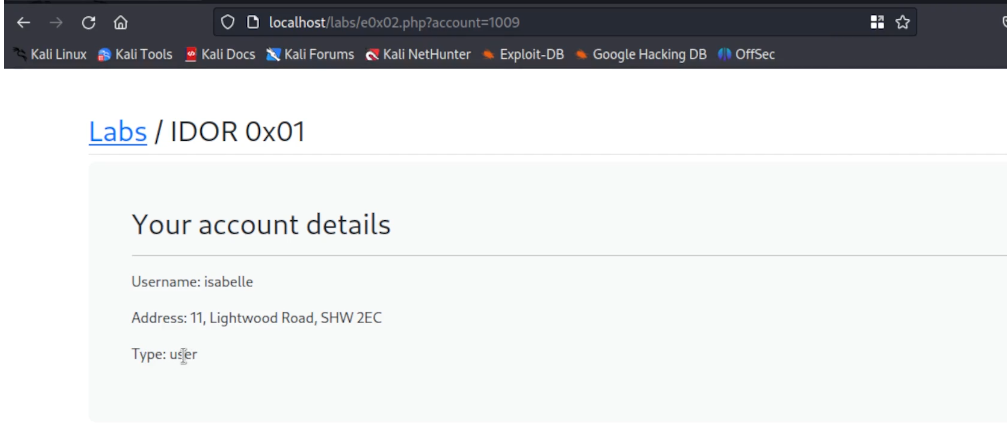 localhost/labs/e0x02.php?account=1009
Kali Linux Kali Tools Kali Docs Kali Forums Kali NetHunter Exploit-DB Google Hacking DB OffSec
Labs / IDOR 0x01
Your account details
Username: isabelle
Address: 11, Lightwood Road, SHW 2EC
Type: user